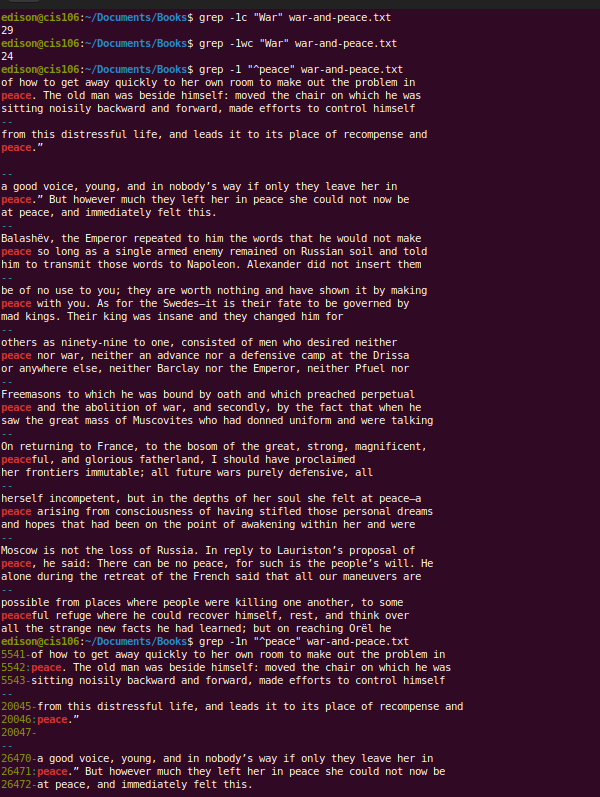 edison@cis106:~/Documents/Books$ grep -1c "War" war-and-peace.txt
29
edison@cis106:~/Documents/Books$ grep -1wc "War" war-and-peace.txt
24
edison@cis106:~/Documents/Books$ grep -1 "^peace" war-and-peace.txt
of how to get away quickly to her own room to make out the problem in
peace. The old man was beside himself: moved the chair on which he was
sitting noisily backward and forward, made efforts to control himself
--
from this distressful life, and leads it to its place of recompense and
peace.”

--
a good voice, young, and in nobody’s way if only they leave her in
peace.” But however much they left her in peace she could not now be
at peace, and immediately felt this.
--
Balashëv, the Emperor repeated to him the words that he would not make
peace so long as a single armed enemy remained on Russian soil and told
him to transmit those words to Napoleon. Alexander did not insert them
--
be of no use to you; they are worth nothing and have shown it by making
peace with you. As for the Swedes—it is their fate to be governed by
mad kings. Their king was insane and they changed him for
--
others as ninety-nine to one, consisted of men who desired neither
peace nor war, neither an advance nor a defensive camp at the Drissa
or anywhere else, neither Barclay nor the Emperor, neither Pfuel nor
--
Freemasons to which he was bound by oath and which preached perpetual
peace and the abolition of war, and secondly, by the fact that when he
saw the great mass of Muscovites who had donned uniform and were talking
--
On returning to France, to the bosom of the great, strong, magnificent,
peaceful, and glorious fatherland, I should have proclaimed
her frontiers immutable; all future wars purely defensive, all
--
herself incompetent, but in the depths of her soul she felt at peace—a
peace arising from consciousness of having stifled those personal dreams
and hopes that had been on the point of awakening within her and were
--
Moscow is not the loss of Russia. In reply to Lauriston’s proposal of
peace, he said: There can be no peace, for such is the people’s will. He
alone during the retreat of the French said that all our maneuvers are
--
possible from places where people were killing one another, to some
peaceful refuge where he could recover himself, rest, and think over
all the strange new facts he had learned; but on reaching Orël he
edison@cis106:~/Documents/Books$ grep -1n "^peace" war-and-peace.txt
5541-of how to get away quickly to her own room to make out the problem in
5542:peace. The old man was beside himself: moved the chair on which he was
5543-sitting noisily backward and forward, made efforts to control himself
--
20045-from this distressful life, and leads it to its place of recompense and
20046:peace.”
20047-
--
26470-a good voice, young, and in nobody’s way if only they leave her in
26471:peace.” But however much they left her in peace she could not now be
26472-at peace, and immediately felt this.